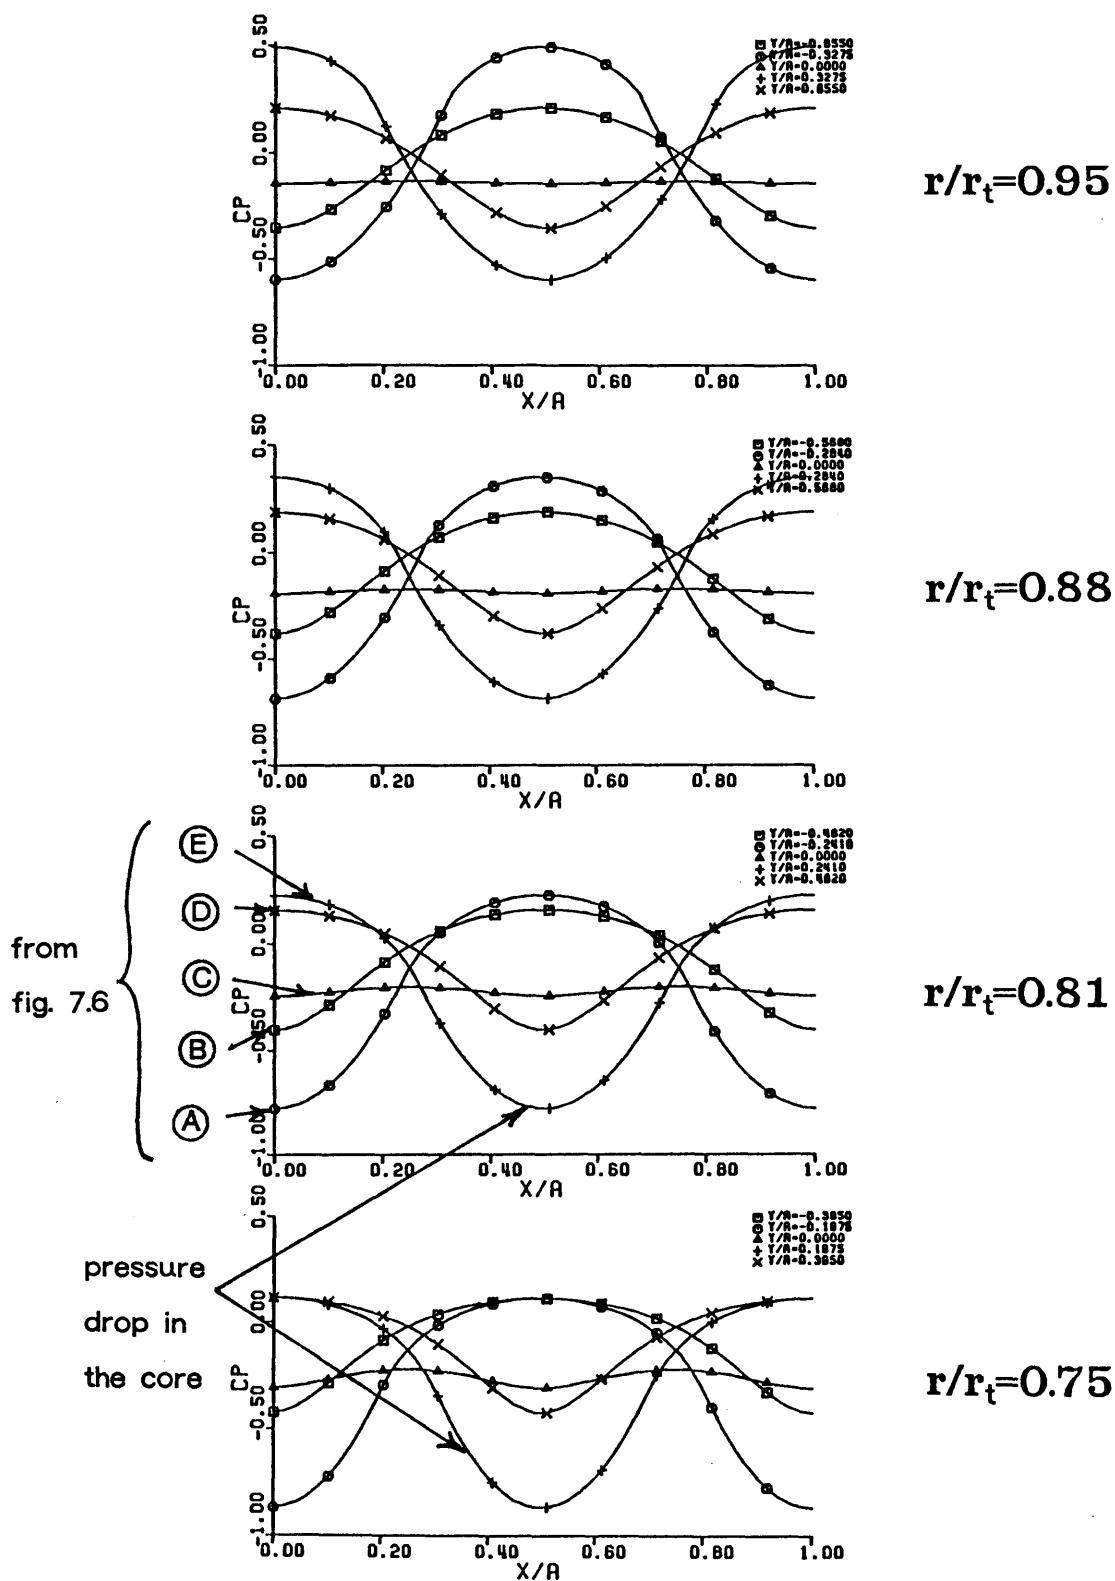 0.50
0.00
-0.50
-1.00
CP
Y/A=-0.3275
Y/A=0.0000
Y/A=0.3275
Y/A=0.6550
0.00 0.20 0.40 0.60 0.80 1.00
X/A
r/rt=0.95
0.50
0.00
-0.50
-1.00
CP
Y/A=-0.5680
Y/A=-0.2840
Y/A=0.0000
Y/A=0.2840
Y/A=0.5680
0.00 0.20 0.40 0.60 0.80 1.00
X/A
r/rt=0.88
from
fig. 7.6
E
D
C
B
A
0.50
0.00
-0.50
-1.00
CP
Y/A=-0.4820
Y/A=-0.2410
Y/A=0.0000
Y/A=0.2410
Y/A=0.4820
0.00 0.20 0.40 0.60 0.80 1.00
X/A
r/rt=0.81
pressure
drop in
the core
0.50
0.00
-0.50
-1.00
CP
Y/A=-0.3850
Y/A=-0.1875
Y/A=0.0000
Y/A=0.1875
Y/A=0.3850
0.00 0.20 0.40 0.60 0.80 1.00
X/A
r/rt=0.75